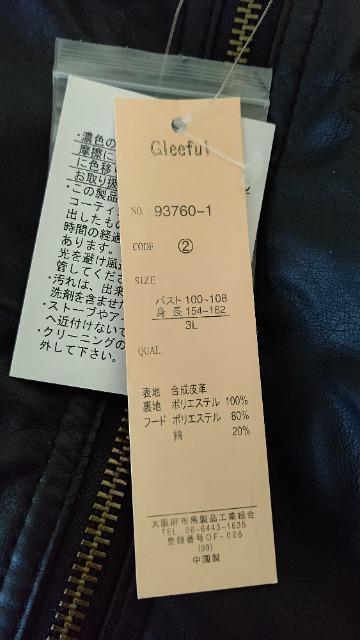 Gleeful
NO. 93760-1
CODE ②
SIZE
バスト 100~108
身長 154~162
3L
QUAL.
表地 合成皮革
裏地 ポリエステル 100%
フード ポリエステル 80%
綿 20%
大阪府布帛製品工業組合
TEL. 06-6443-1635
登録番号OF-026
(39)
中国製
・濃色の
摩擦に
に色移
お取り扱
・この製品
コーティ
出したもの
時間の経過
あります。
光を避け風
管してくださ
・汚れは、出来
洗剤を含ませ
・ストーブやア
へ近付けないで
・クリーニングの
外して下さい。